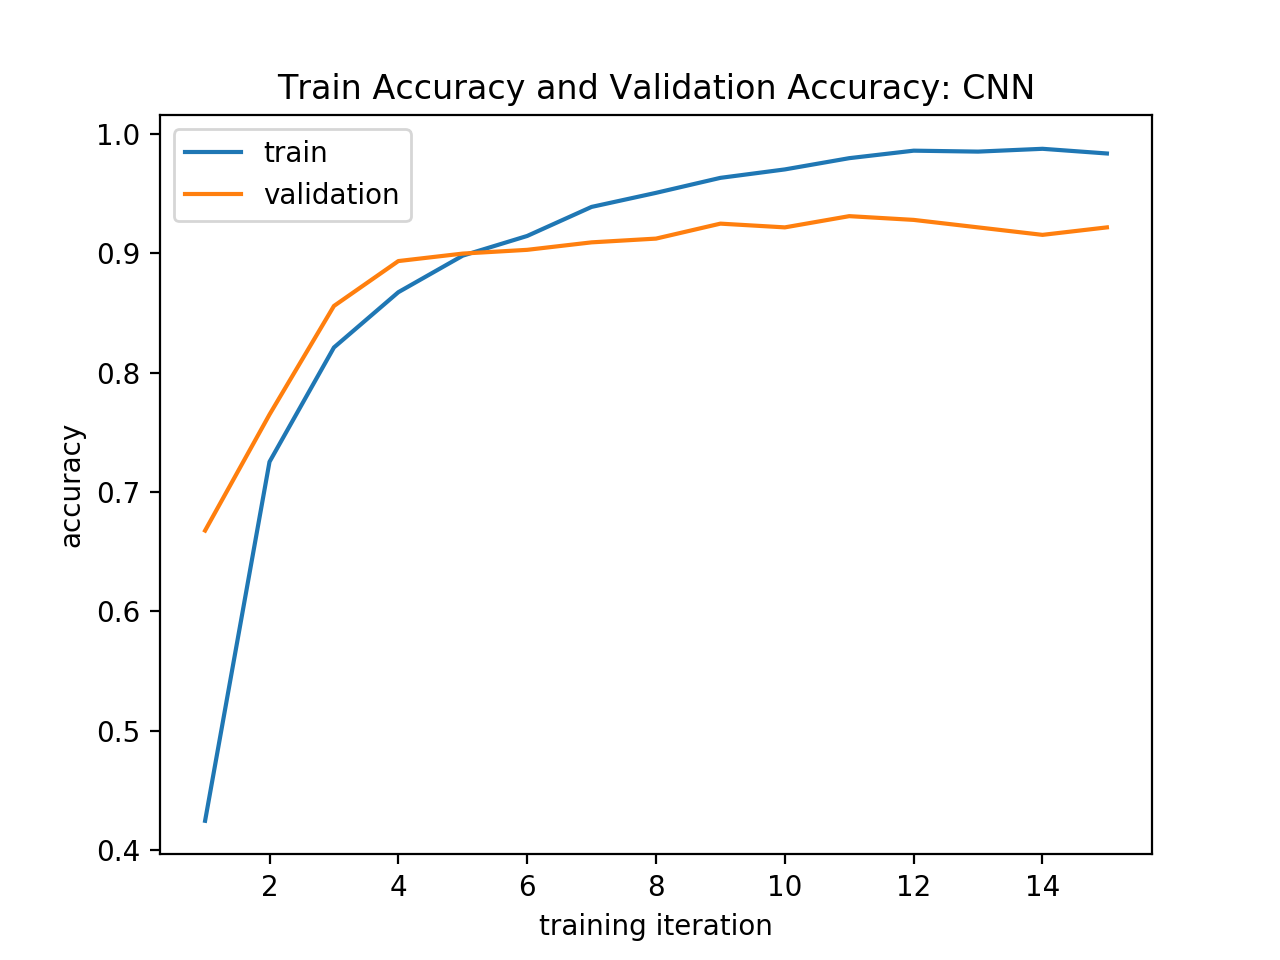 Train Accuracy and Validation Accuracy: CNN
train
validation
1.0
0.9
0.8
0.7
0.6
0.5
0.4
accuracy
2 4 6 8 10 12 14
training iteration